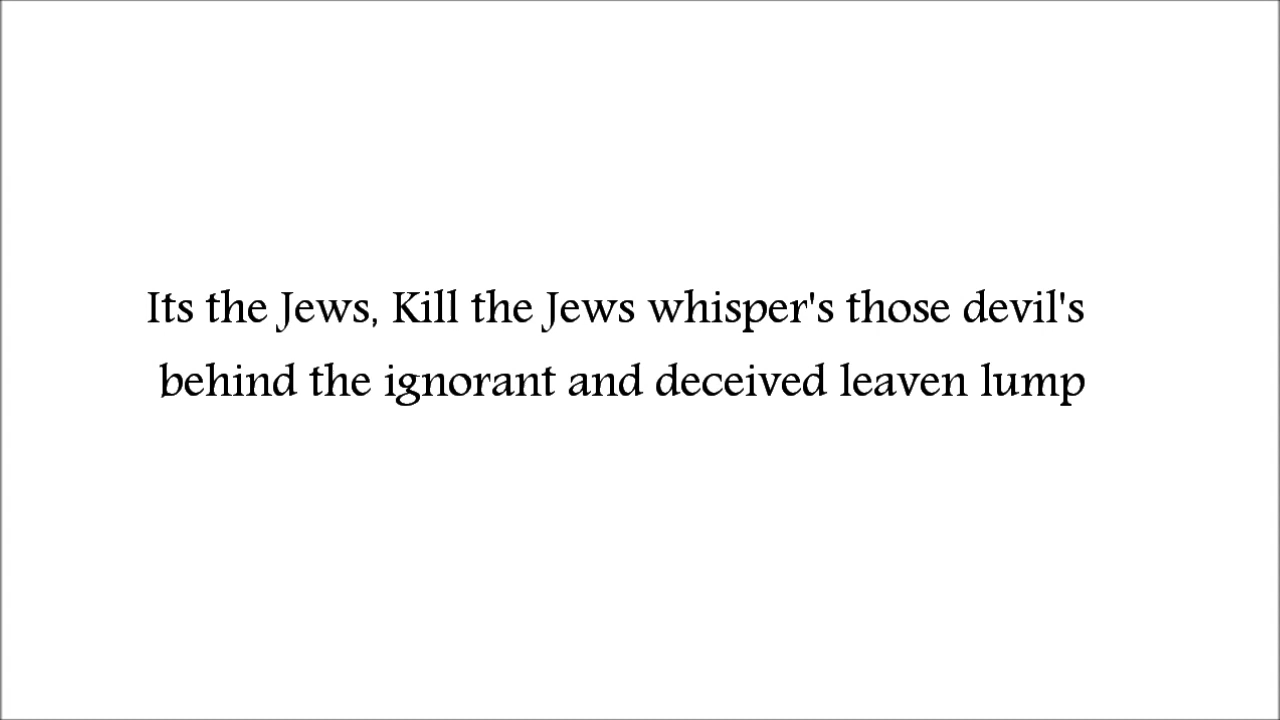 Its the Jews, Kill the Jews whisper's those devil's
behind the ignorant and deceived leaven lump